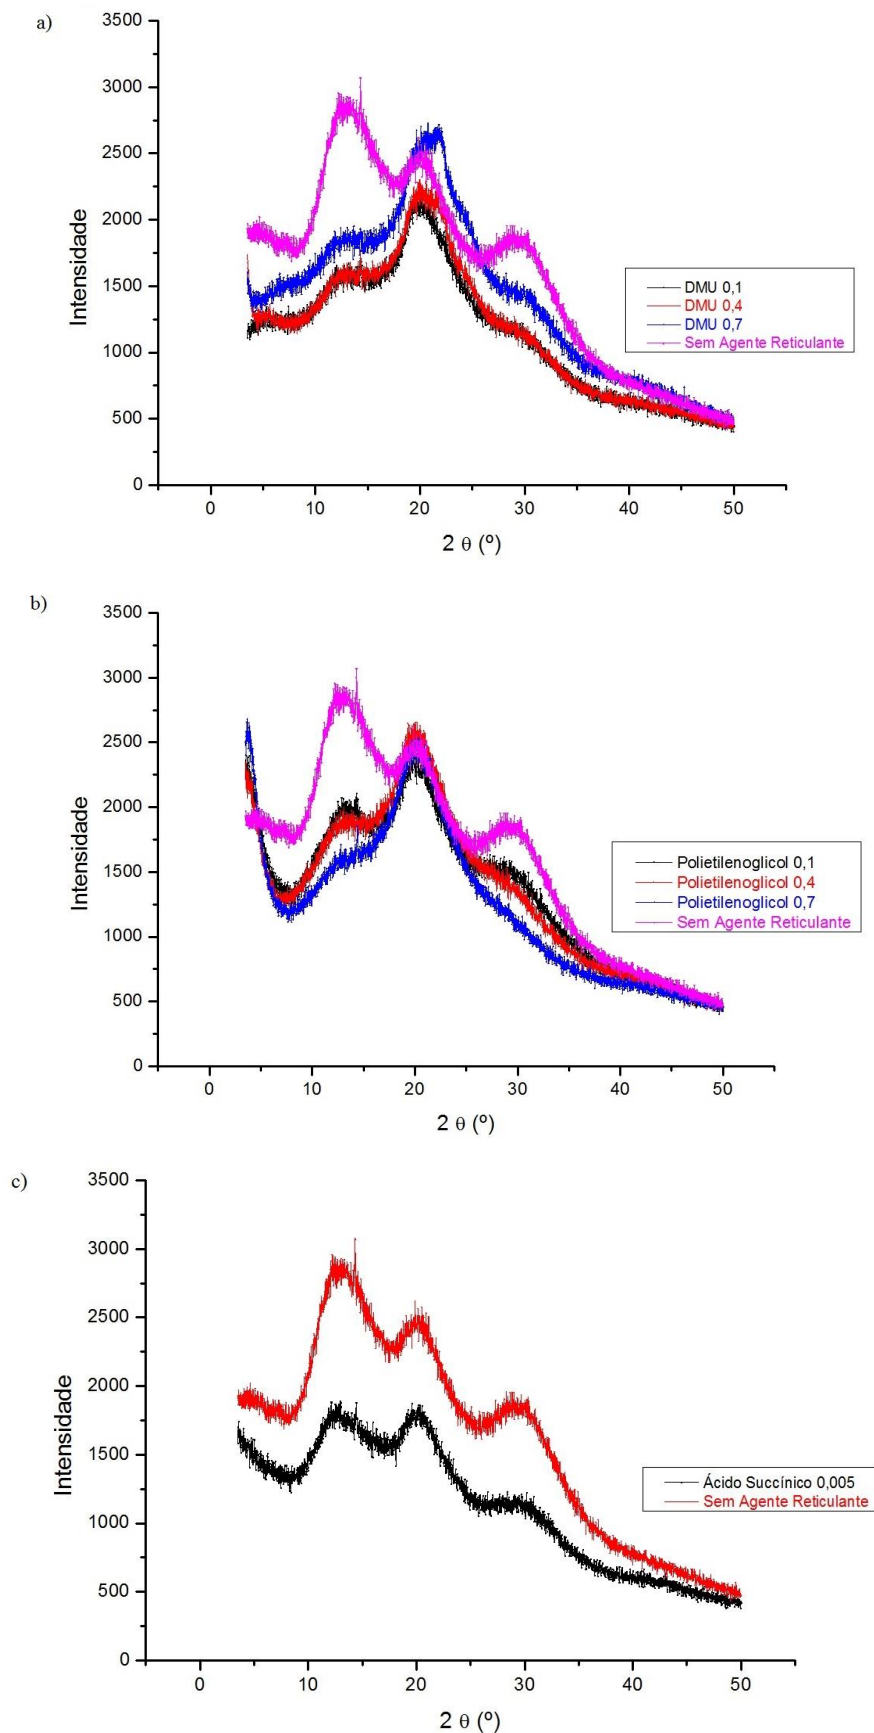 a)
3500
3000
2500
2000
1500
1000
500
0
Intensidade
DMU 0,1
DMU 0,4
DMU 0,7
Sem Agente Reticulante
0 10 20 30 40 50
2 θ (º)
b)
3500
3000
2500
2000
1500
1000
500
0
Intensidade
Polietilenoglicol 0,1
Polietilenoglicol 0,4
Polietilenoglicol 0,7
Sem Agente Reticulante
0 10 20 30 40 50
2 θ (º)
c)
3500
3000
2500
2000
1500
1000
500
0
Intensidade
Ácido Succínico 0,005
Sem Agente Reticulante
0 10 20 30 40 50
2 θ (º)